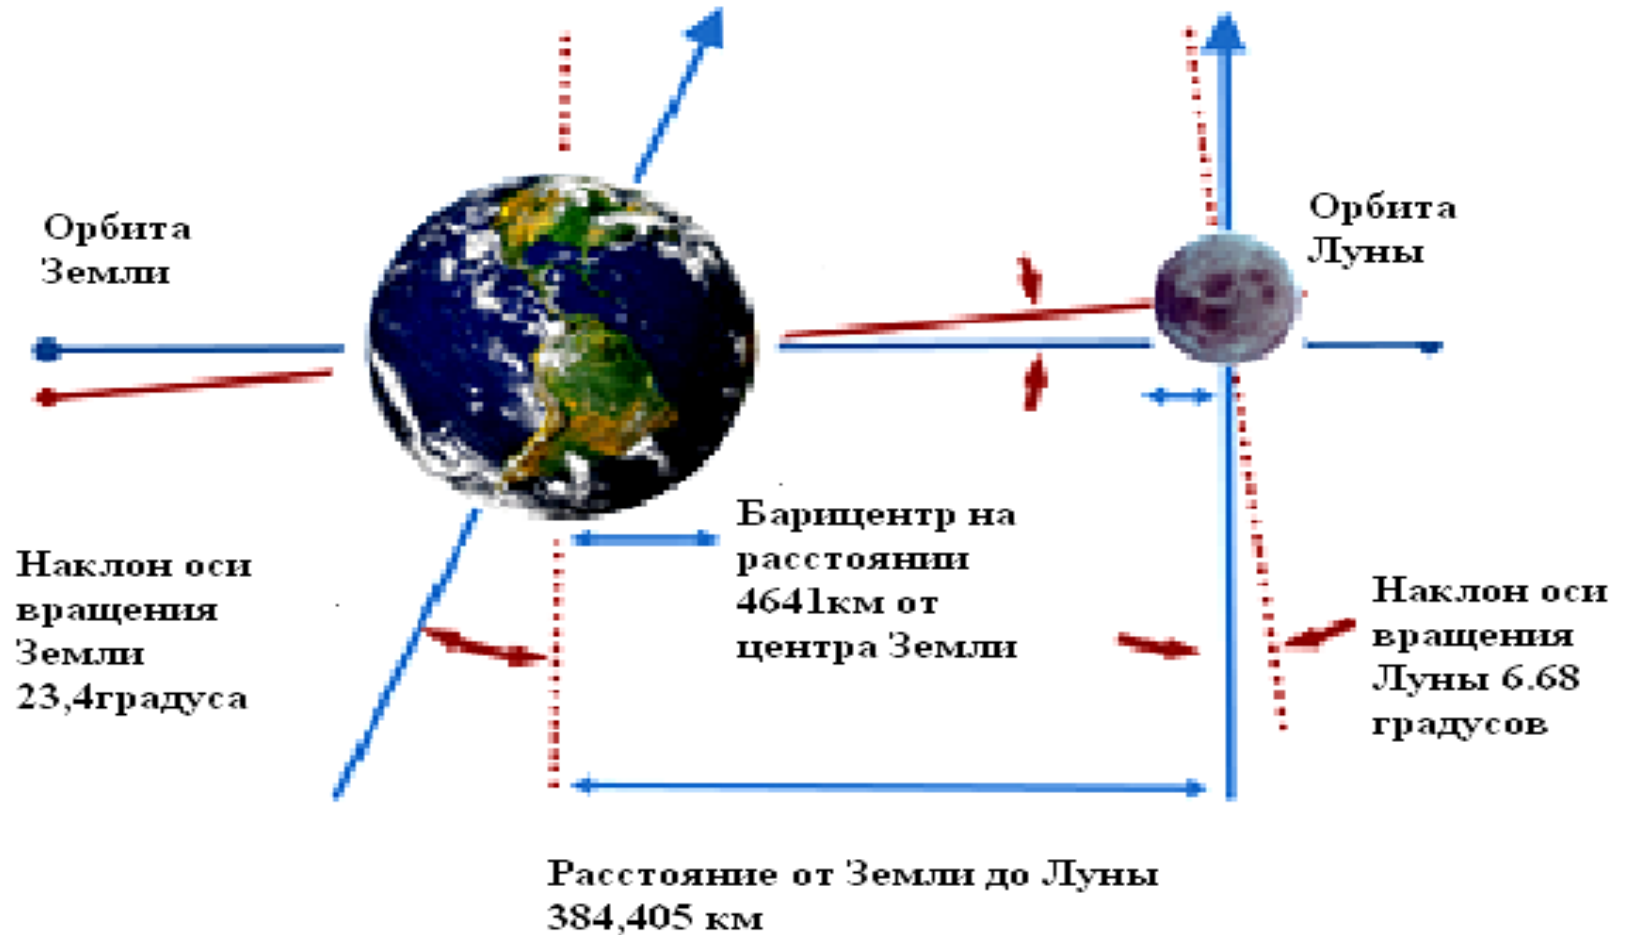 Орбита
Земли
Орбита
Луны
Барицентр на
расстоянии
4641км от
центра Земли
Наклон оси
вращения
Земли
23,4градуса
Наклон оси
вращения
Луны 6.68
градусов
Расстояние от Земли до Луны
384,405 км